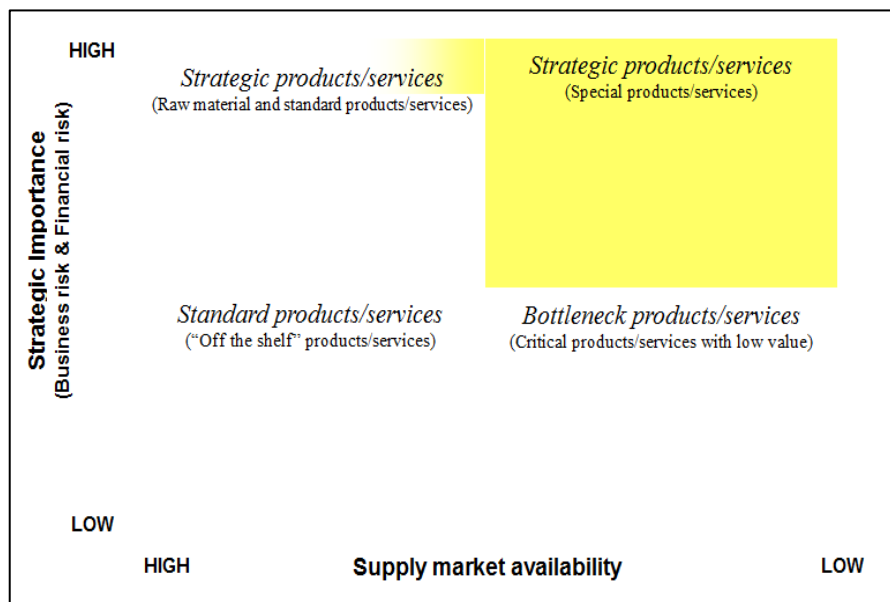 HIGH
Strategic Importance
(Business risk & Financial risk)
Strategic products/services
(Raw material and standard products/services)
Strategic products/services
(Special products/services)
Standard products/services
(“Off the shelf” products/services)
Bottleneck products/services
(Critical products/services with low value)
LOW
HIGH
Supply market availability
LOW